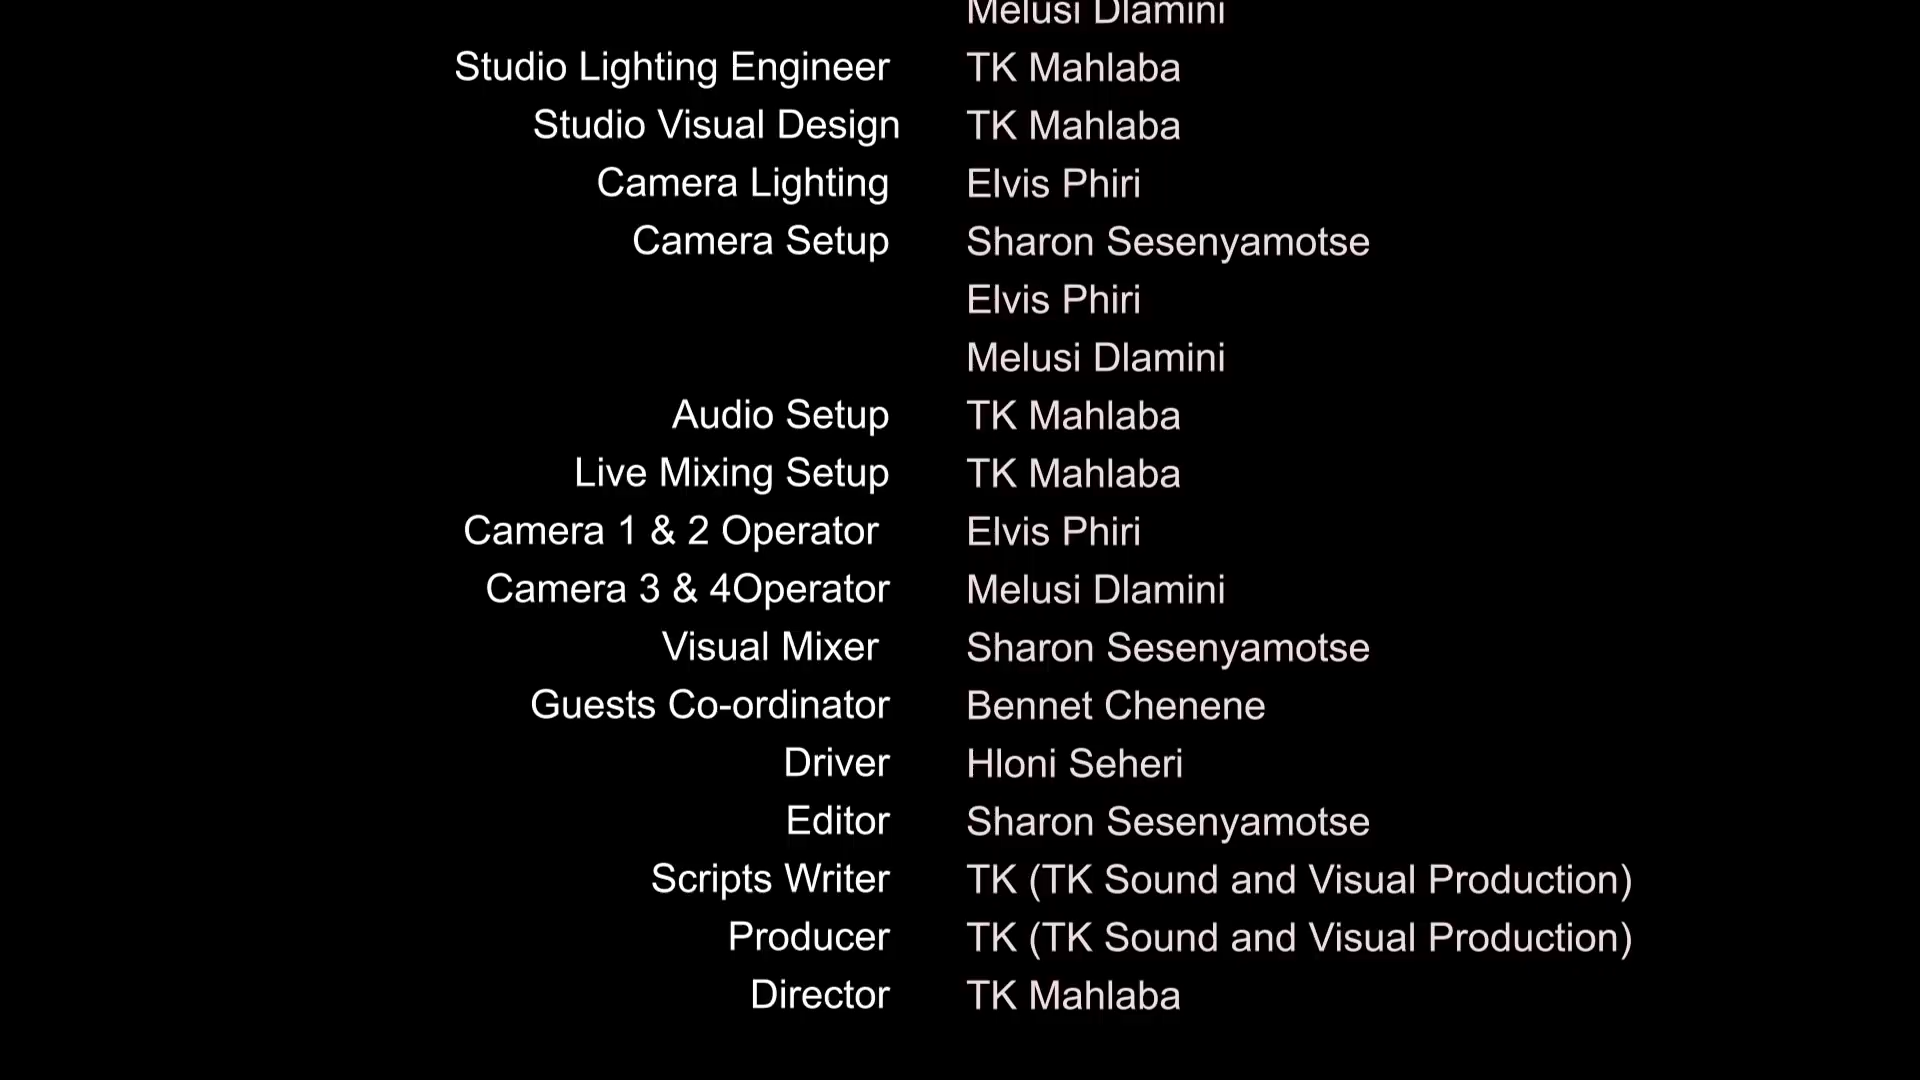 Melusi Dlamini
Studio Lighting Engineer TK Mahlaba
Studio Visual Design TK Mahlaba
Camera Lighting Elvis Phiri
Camera Setup Sharon Sesenyamotse
Elvis Phiri
Melusi Dlamini
Audio Setup TK Mahlaba
Live Mixing Setup TK Mahlaba
Camera 1 & 2 Operator Elvis Phiri
Camera 3 & 4Operator Melusi Dlamini
Visual Mixer Sharon Sesenyamotse
Guests Co-ordinator Bennet Chenene
Driver Hloni Seheri
Editor Sharon Sesenyamotse
Scripts Writer TK (TK Sound and Visual Production)
Producer TK (TK Sound and Visual Production)
Director TK Mahlaba